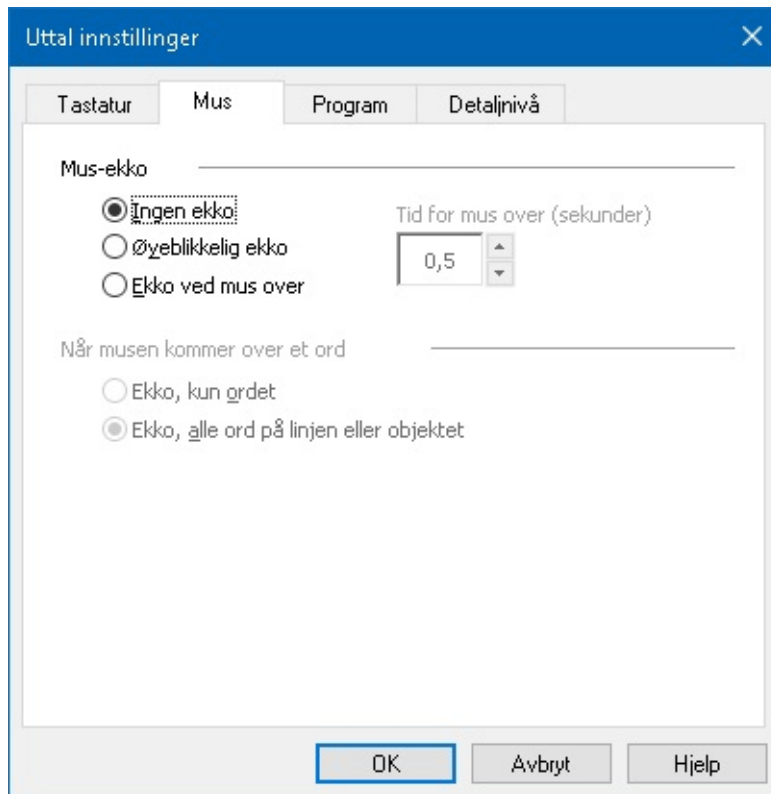 Uttal innstillinger
Tastatur Mus Program Detaljnivå
Mus-ekko
Ingen ekko Tid for mus over (sekunder)
Øyeblikkelig ekko 0,5
Ekko ved mus over
Når musen kommer over et ord
Ekko, kun ordet
Ekko, alle ord på linjen eller objektet
OK Avbryt Hjelp